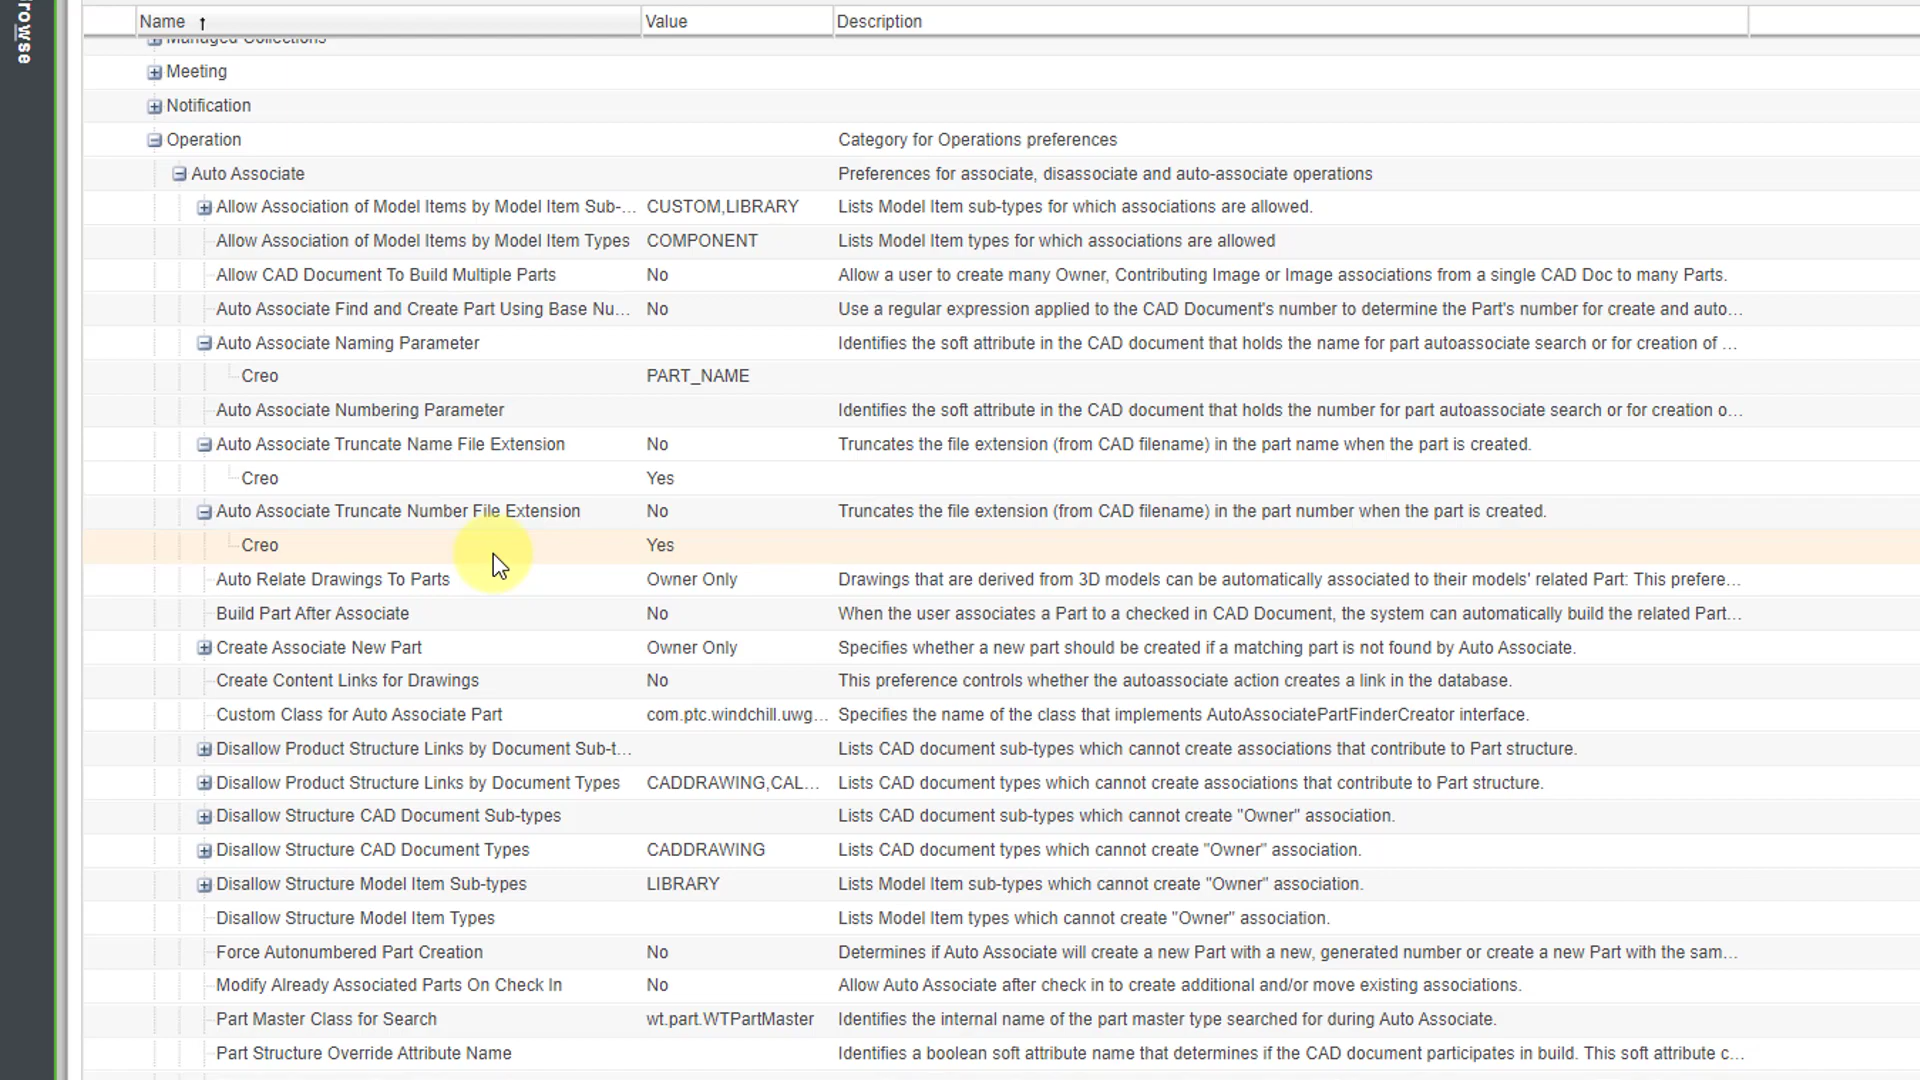 rowse
Name ↑ Value Description
Managed Collections
Meeting
Notification
Operation Category for Operations preferences
Auto Associate Preferences for associate, disassociate and auto-associate operations
Allow Association of Model Items by Model Item Sub-... CUSTOM,LIBRARY Lists Model Item sub-types for which associations are allowed.
Allow Association of Model Items by Model Item Types COMPONENT Lists Model Item types for which associations are allowed
Allow CAD Document To Build Multiple Parts No Allow a user to create many Owner, Contributing Image or Image associations from a single CAD Doc to many Parts.
Auto Associate Find and Create Part Using Base Nu... No Use a regular expression applied to the CAD Document's number to determine the Part's number for create and auto...
Auto Associate Naming Parameter Identifies the soft attribute in the CAD document that holds the name for part autoassociate search or for creation of ...
Creo PART_NAME
Auto Associate Numbering Parameter Identifies the soft attribute in the CAD document that holds the number for part autoassociate search or for creation o...
Auto Associate Truncate Name File Extension No Truncates the file extension (from CAD filename) in the part name when the part is created.
Creo Yes
Auto Associate Truncate Number File Extension No Truncates the file extension (from CAD filename) in the part number when the part is created.
Creo Yes
Auto Relate Drawings To Parts Owner Only Drawings that are derived from 3D models can be automatically associated to their models' related Part: This prefere...
Build Part After Associate No When the user associates a Part to a checked in CAD Document, the system can automatically build the related Part...
Create Associate New Part Owner Only Specifies whether a new part should be created if a matching part is not found by Auto Associate.
Create Content Links for Drawings No This preference controls whether the autoassociate action creates a link in the database.
Custom Class for Auto Associate Part com.ptc.windchill.uwg... Specifies the name of the class that implements AutoAssociatePartFinderCreator interface.
Disallow Product Structure Links by Document Sub-t... Lists CAD document sub-types which cannot create associations that contribute to Part structure.
Disallow Product Structure Links by Document Types CADDRAWING,CAL... Lists CAD document types which cannot create associations that contribute to Part structure.
Disallow Structure CAD Document Sub-types Lists CAD document sub-types which cannot create "Owner" association.
Disallow Structure CAD Document Types CADDRAWING Lists CAD document types which cannot create "Owner" association.
Disallow Structure Model Item Sub-types LIBRARY Lists Model Item sub-types which cannot create "Owner" association.
Disallow Structure Model Item Types Lists Model Item types which cannot create "Owner" association.
Force Autonumbered Part Creation No Determines if Auto Associate will create a new Part with a new, generated number or create a new Part with the sam...
Modify Already Associated Parts On Check In No Allow Auto Associate after check in to create additional and/or move existing associations.
Part Master Class for Search wt.part.WTPartMaster Identifies the internal name of the part master type searched for during Auto Associate.
Part Structure Override Attribute Name Identifies a boolean soft attribute name that determines if the CAD document participates in build. This soft attribute c...